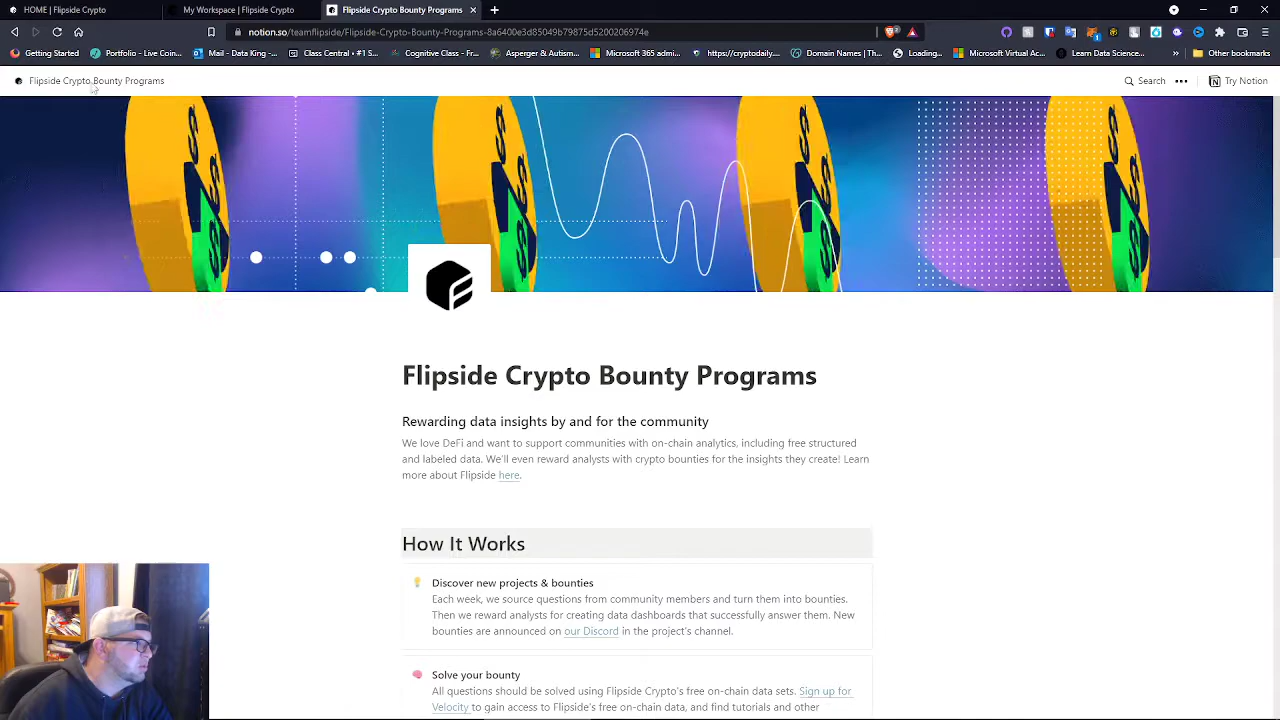 HOME | Flipside Crypto
My Workspace | Flipside Crypto
Flipside Crypto Bounty Programs
notion.so/teamflipside/Flipside-Crypto-Bounty-Programs-8a6400e3d85049b79875d5200206974e
Getting Started
Portfolio - Live Coin...
Mail - Data King -...
Class Central • #1 S...
Cognitive Class - Fr...
Asperger & Autism...
Microsoft 365 admi...
https://cryptodaily...
Domain Names | Th...
Loading...
Microsoft Virtual Ac...
Learn Data Science...
Other bookmarks
Flipside Crypto Bounty Programs
Search
Try Notion
Flipside Crypto Bounty Programs
Rewarding data insights by and for the community
We love DeFi and want to support communities with on-chain analytics, including free structured
and labeled data. We'll even reward analysts with crypto bounties for the insights they create! Learn
more about Flipside here.
How It Works
Discover new projects & bounties
Each week, we source questions from community members and turn them into bounties.
Then we reward analysts for creating data dashboards that successfully answer them. New
bounties are announced on our Discord in the project's channel.
Solve your bounty
All questions should be solved using Flipside Crypto's free on-chain data sets. Sign up for
Velocity to gain access to Flipside's free on-chain data, and find tutorials and other